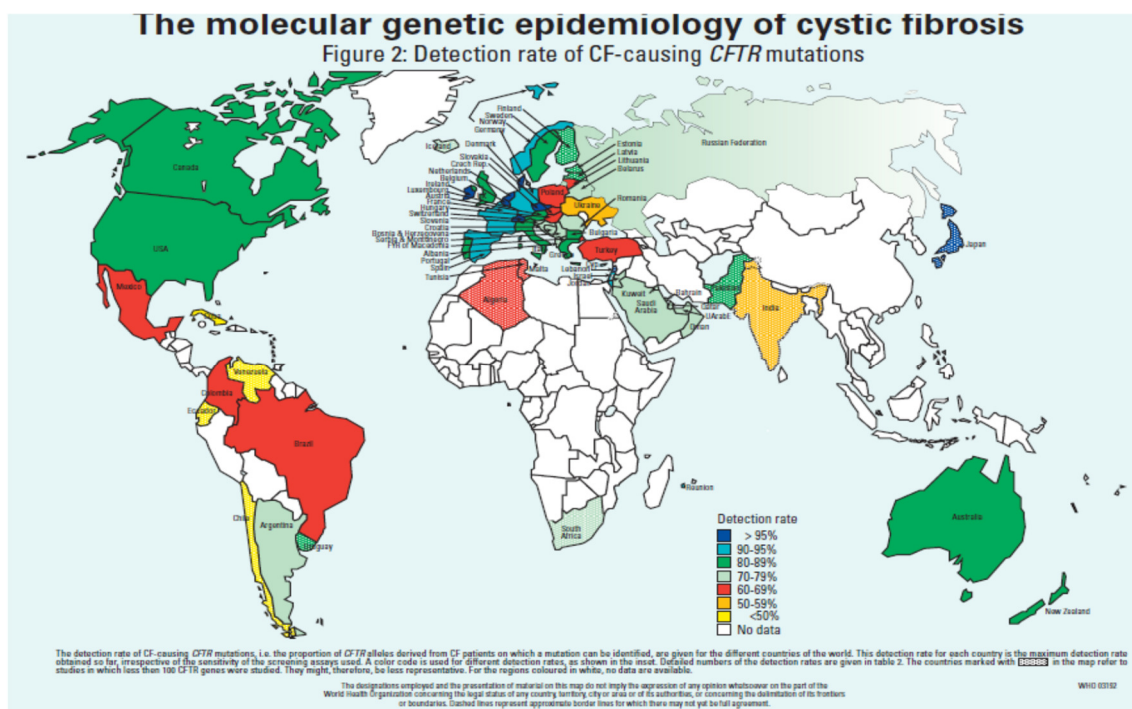 The molecular genetic epidemiology of cystic fibrosis
Figure 2: Detection rate of CF-causing CFTR mutations
Finland
Sweden
Norway
Germany
Iceland
Denmark
Slovakia
Czech Rep.
Netherlands
Belgium
Ireland
Luxembourg
Austria
France
Hungary
Switzerland
Slovenia
Croatia
Bosnia & Herzegovina
Serbia & Montenegro
FYR of Macedonia
Albania
Portugal
Spain
Tunisia
Estonia
Latvia
Lithuania
Belarus
Russian Federation
Poland
Ukraine
Romania
Bulgaria
Turkey
Malta
Lebanon
Israel
Jordan
Kuwait
Saudi
Arabia
Bahrain
Qatar
UArabE.
Oman
Pakistan
India
Japan
Algeria
Canada
USA
Mexico
Venezuela
Colombia
Ecuador
Brazil
Chile
Argentina
Uruguay
Reunion
South
Africa
Australia
New Zealand
Detection rate
> 95%
90-95%
80-89%
70-79%
60-69%
50-59%
<50%
No data
The detection rate of CF-causing CFTR mutations, i.e. the proportion of CFTR alleles derived from CF patients on which a mutation can be identified, are given for the different countries of the world. This detection rate for each country is the maximum detection rate
obtained so far, irrespective of the sensitivity of the screening assays used. A color code is used for different detection rates, as shown in the inset. Detailed numbers of the detection rates are given in table 2. The countries marked with in the map refer to
studies in which less then 100 CFTR genes were studied. They might, therefore, be less representative. For the regions coloured in white, no data are available.
The designations employed and the presentation of material on this map do not imply the expression of any opinion whatsoever on the part of the
World Health Organization concerning the legal status of any country, territory, city or area or of its authorities, or concerning the delimitation of its frontiers
or boundaries. Dashed lines represent approximate border lines for which there may not yet be full agreement.
WHO 03192